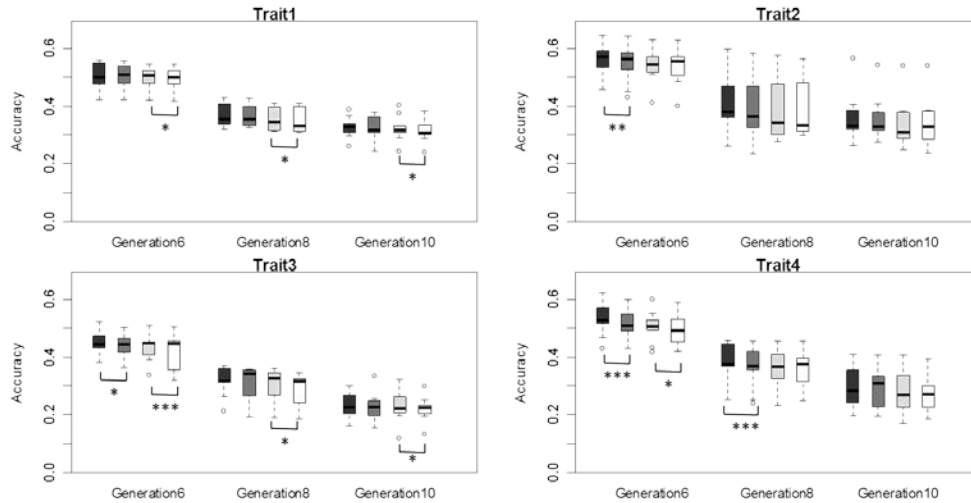 Trait1
Accuracy
0.6
0.4
0.2
0.0
*
*
*
Generation6 Generation8 Generation10
Trait2
Accuracy
0.6
0.4
0.2
0.0
**
Generation6 Generation8 Generation10
Trait3
Accuracy
0.6
0.4
0.2
0.0
*
***
*
*
Generation6 Generation8 Generation10
Trait4
Accuracy
0.6
0.4
0.2
0.0
***
*
***
Generation6 Generation8 Generation10